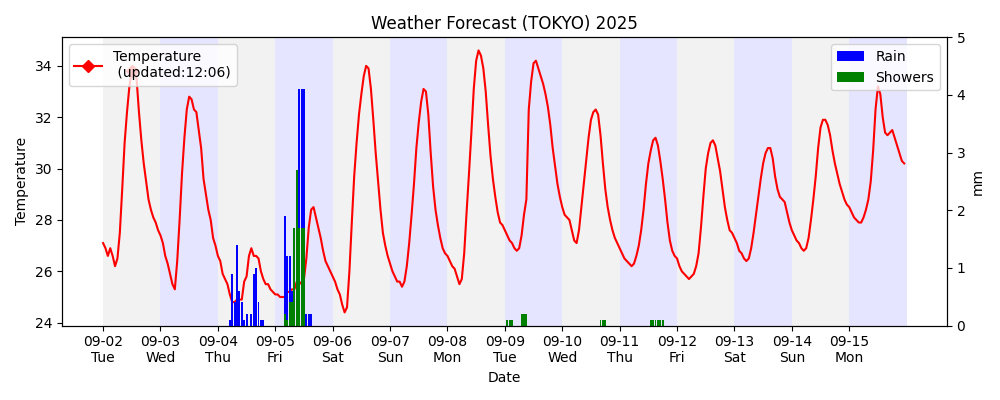 Weather Forecast (TOKYO) 2025
Temperature
(updated:12:06)
Rain
Showers
Temperature
34
32
30
28
26
24
5
4
3
2
1
0
mm
09-02 09-03 09-04 09-05 09-06 09-07 09-08 09-09 09-10 09-11 09-12 09-13 09-14 09-15
Tue Wed Thu Fri Sat Sun Mon Tue Wed Thu Fri Sat Sun Mon
Date